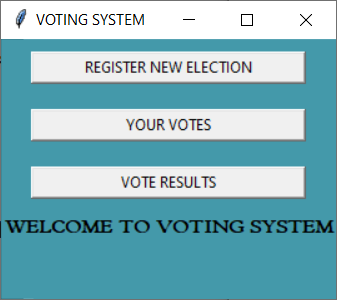 VOTING SYSTEM
REGISTER NEW ELECTION
YOUR VOTES
VOTE RESULTS
WELCOME TO VOTING SYSTEM